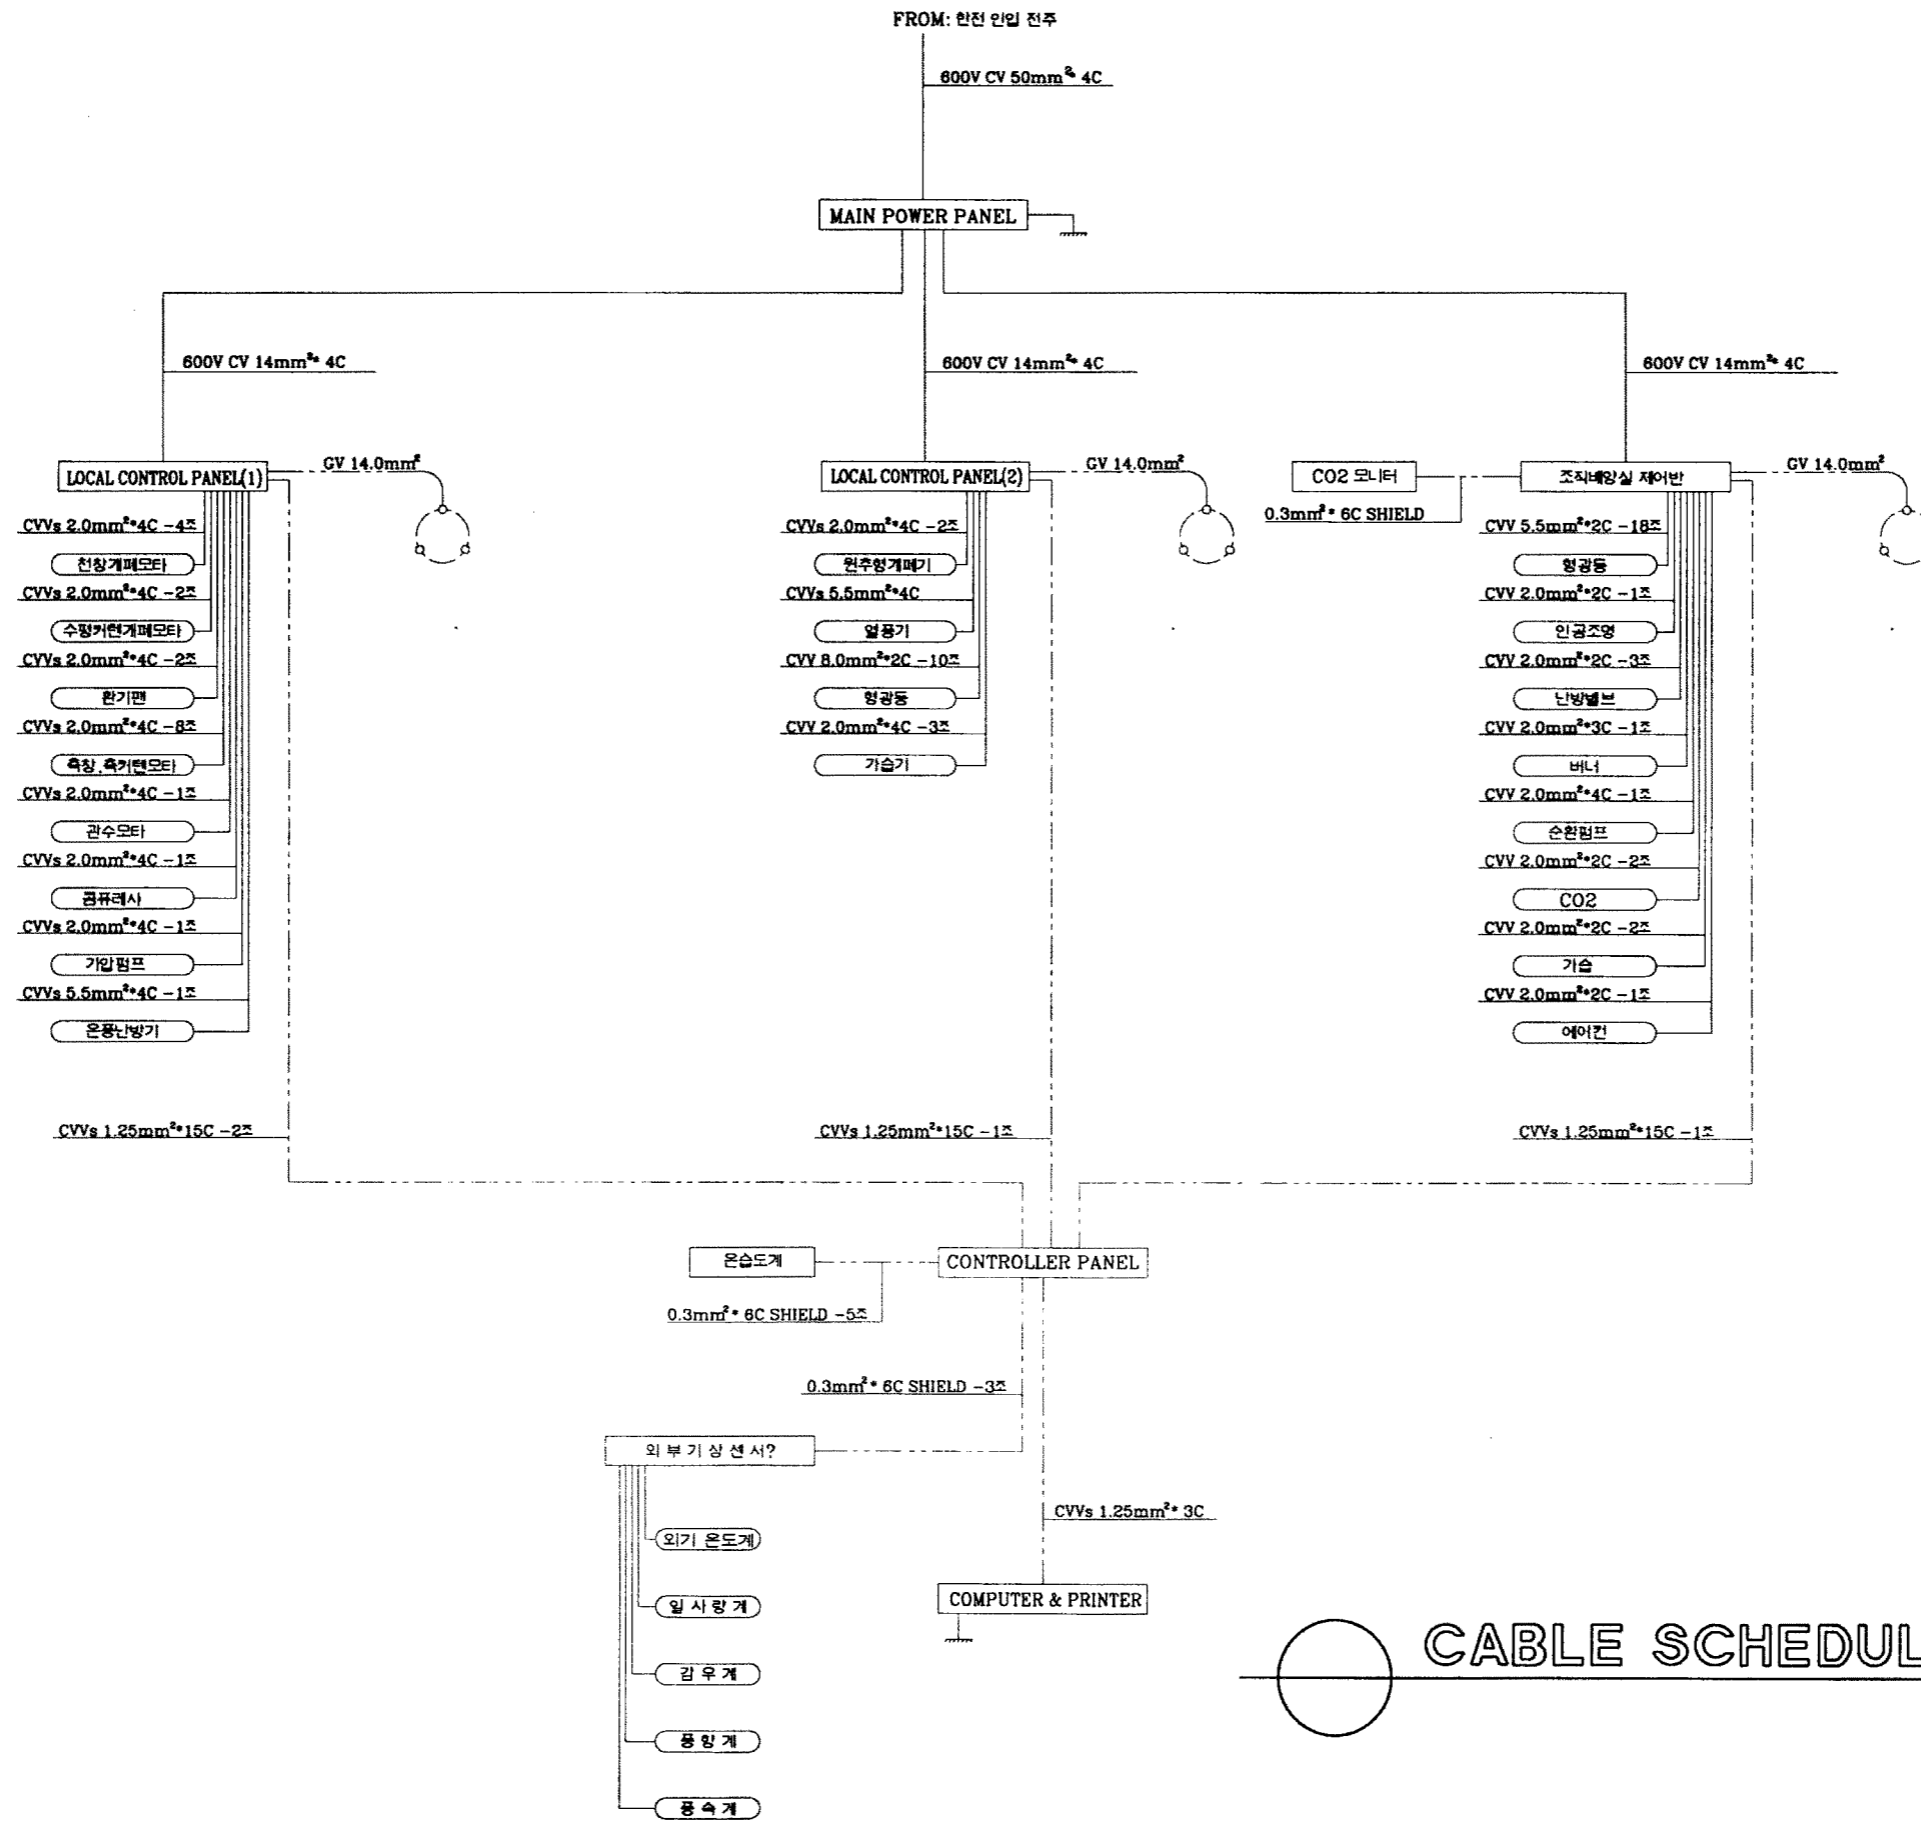 FROM: 한전 인입 전주
600V CV 50mm²* 4C
MAIN POWER PANEL
600V CV 14mm²* 4C
600V CV 14mm²* 4C
600V CV 14mm²* 4C
LOCAL CONTROL PANEL(1)
GV 14.0mm²
CVVs 2.0mm²*4C -4조
천창개폐모타
CVVs 2.0mm²*4C -2조
수평커텐개폐모타
CVVs 2.0mm²*4C -2조
환기팬
CVVs 2.0mm²*4C -8조
측창,측커텐모타
CVVs 2.0mm²*4C -1조
관수모타
CVVs 2.0mm²*4C -1조
콤퓨레사
CVVs 2.0mm²*4C -1조
가압펌프
CVVs 5.5mm²*4C -1조
온풍난방기
CVVs 1.25mm²*15C -2조
LOCAL CONTROL PANEL(2)
GV 14.0mm²
CVVs 2.0mm²*4C -2조
원추형개폐기
CVVs 5.5mm²*4C
열풍기
CVV 8.0mm²*2C -10조
형광등
CVV 2.0mm²*4C -3조
가습기
CVVs 1.25mm²*15C -1조
CO2 모니터
0.3mm²* 6C SHIELD
조직배양실 제어반
GV 14.0mm²
CVV 5.5mm²*2C -18조
형광등
CVV 2.0mm²*2C -1조
인공조명
CVV 2.0mm²*2C -3조
난방밸브
CVV 2.0mm²*3C -1조
버너
CVV 2.0mm²*4C -1조
순환펌프
CVV 2.0mm²*2C -2조
CO2
CVV 2.0mm²*2C -2조
가습
CVV 2.0mm²*2C -1조
에어컨
CVVs 1.25mm²*15C -1조
온습도계
CONTROLLER PANEL
0.3mm²* 6C SHIELD -5조
0.3mm²* 6C SHIELD -3조
외 부 기 상 센 서?
외기 온도계
일 사 량 계
감 우 계
풍 향 계
풍 속 계
CVVs 1.25mm²* 3C
COMPUTER & PRINTER
CABLE SCHEDUL